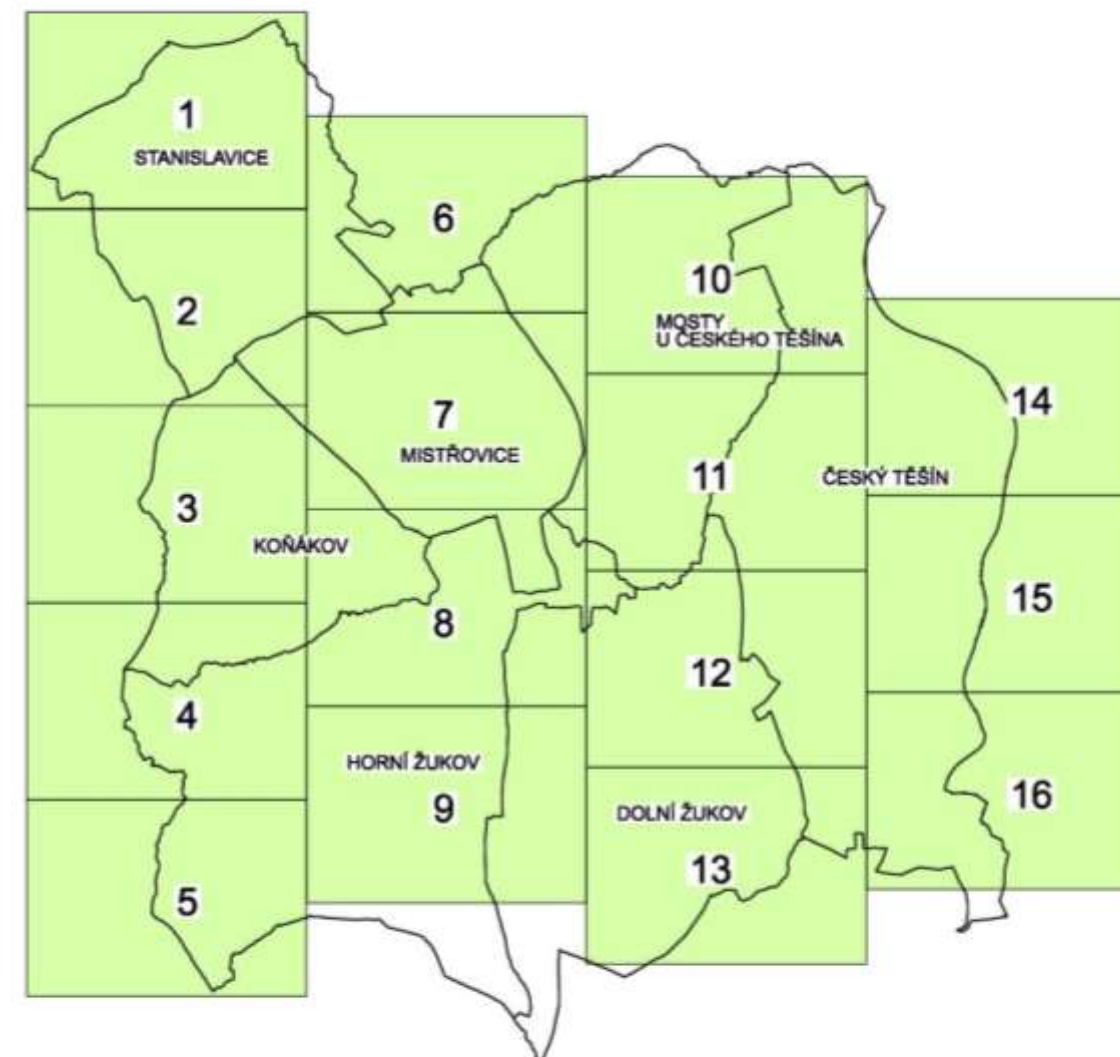 1
STANISLAVICE
6
2
10
MOSTY
U ČESKÉHO TĚŠÍNA
14
7
MISTŘOVICE
11
ČESKÝ TĚŠÍN
3
KOŇÁKOV
15
8
12
4
HORNÍ ŽUKOV
9
16
DOLNÍ ŽUKOV
13
5